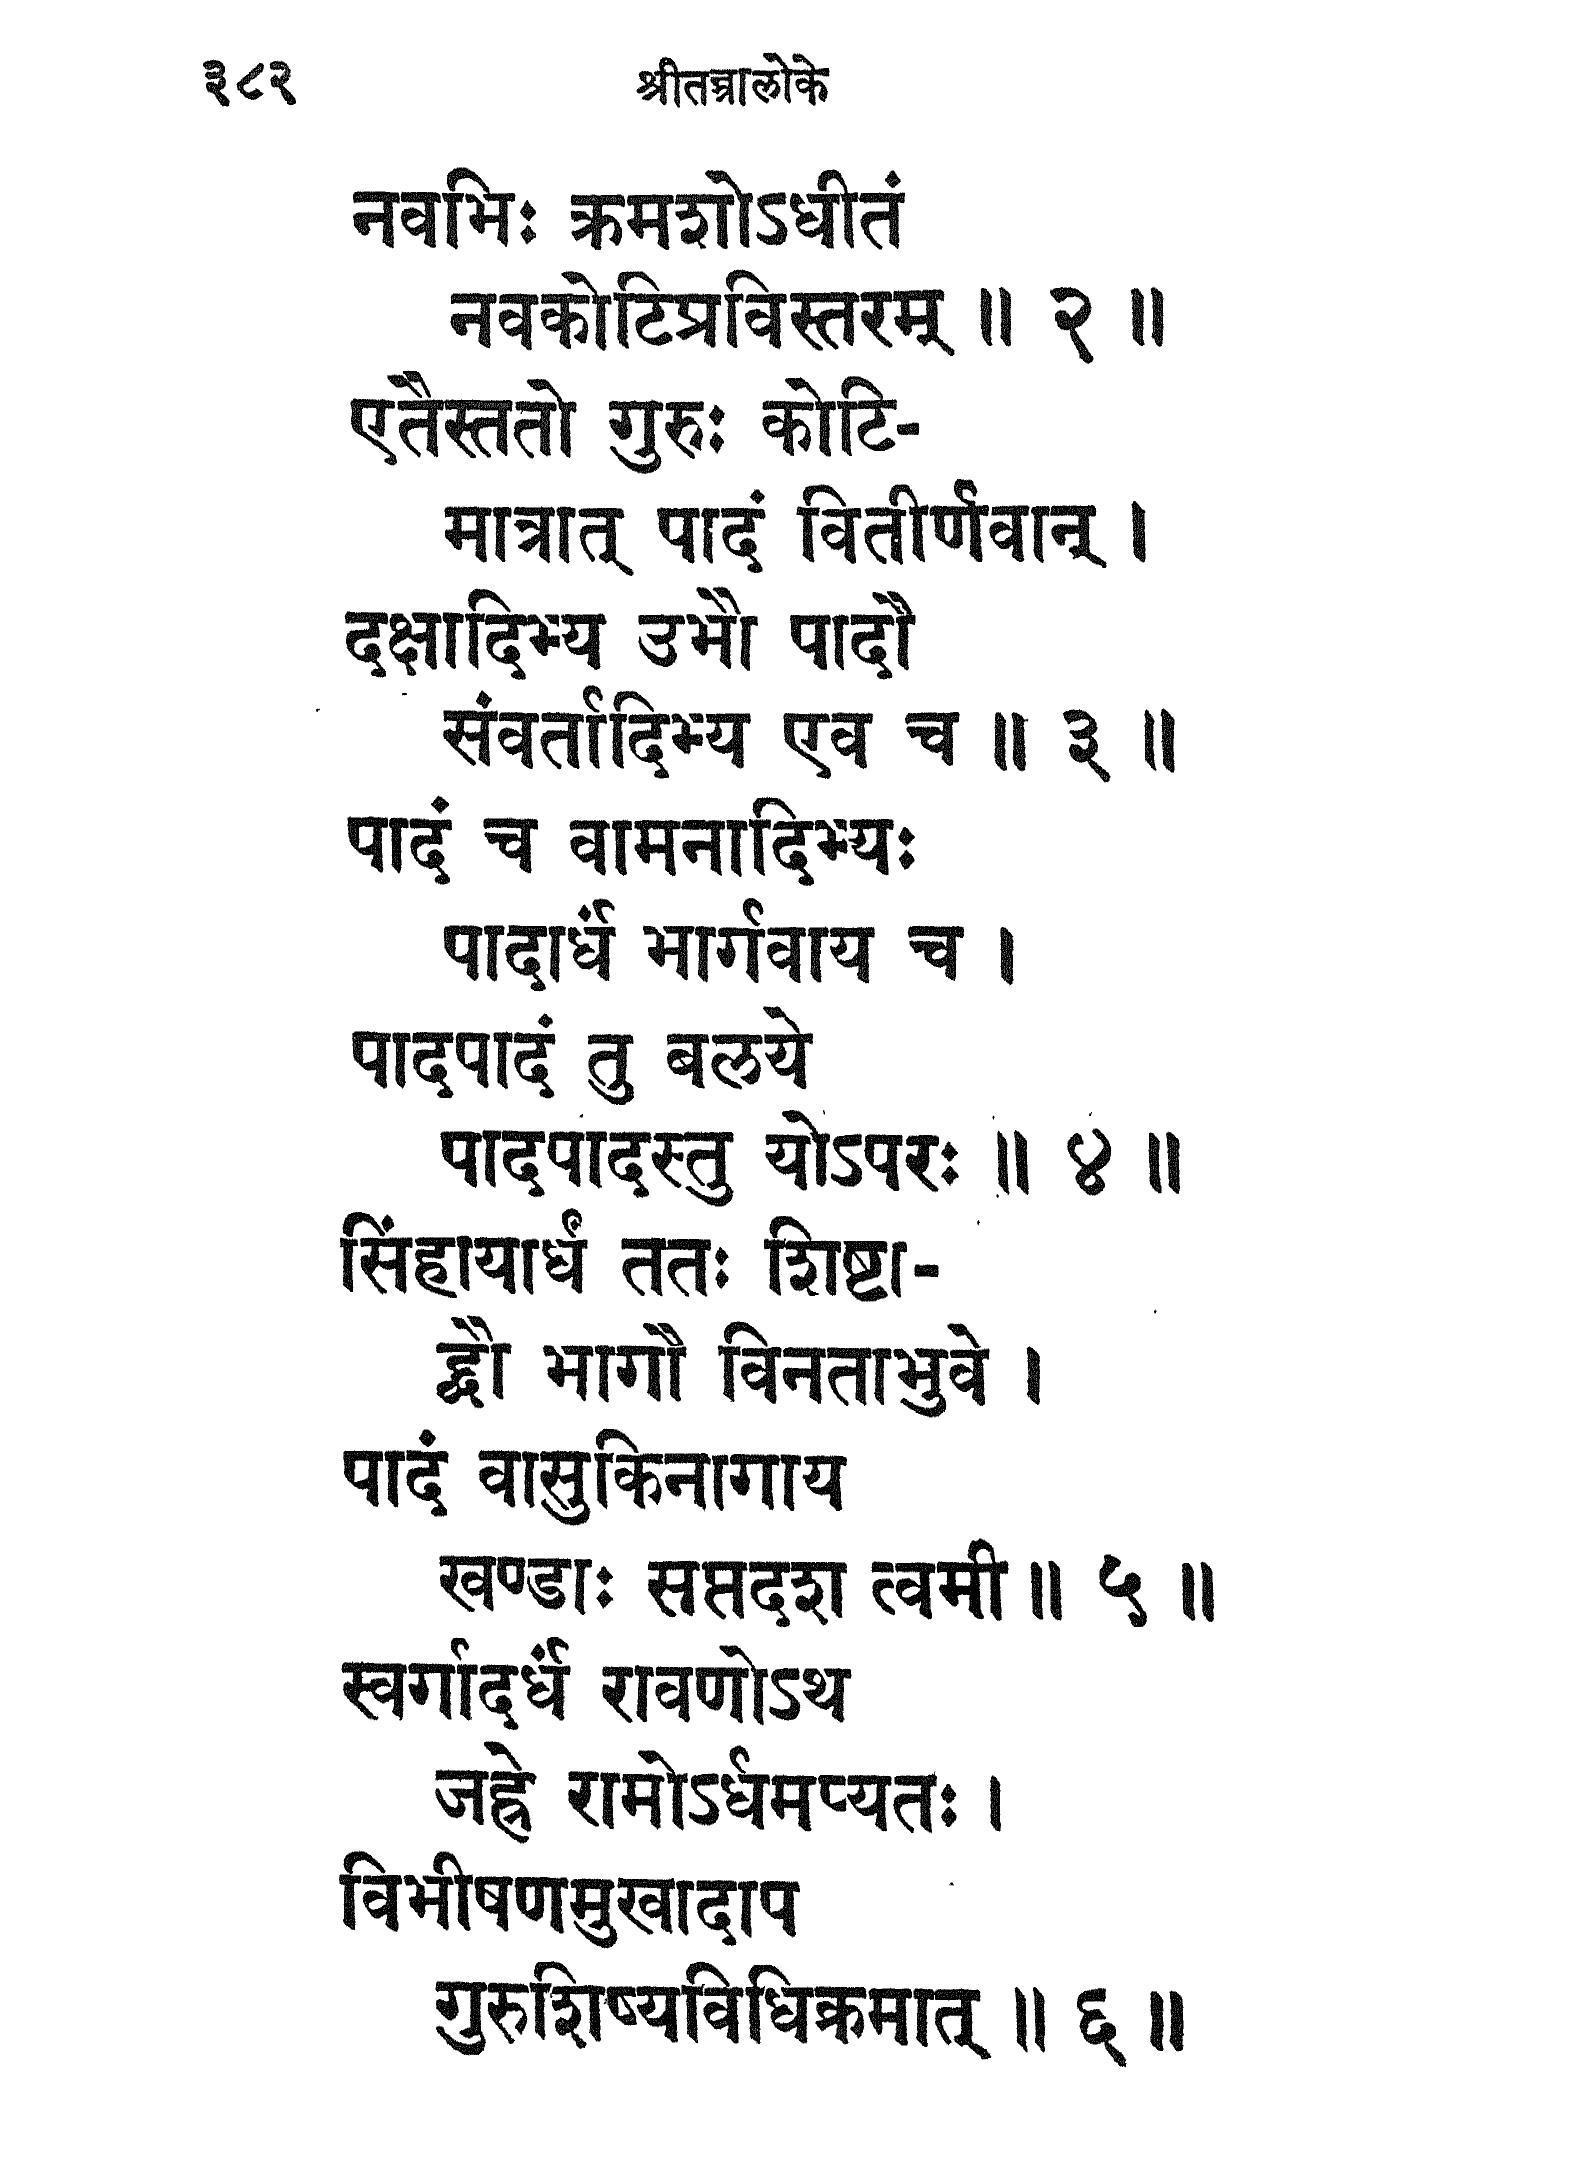 ३८२ श्रीतन्त्रालोके
नवभिः क्रमशोऽधीतं
नवकोटिप्रविस्तरम् ॥ २ ॥
एतैस्ततो गुरुः कोटि-
मात्रात् पादं वितीर्णवान् ।
दक्षादिभ्य उभौ पादौ
संवर्तादिभ्य एव च ॥ ३ ॥
पादं च वामनादिभ्यः
पादार्धं भार्गवाय च ।
पादपादं तु बलये
पादपादस्तु योऽपरः ॥ ४ ॥
सिंहायार्धं ततः शिष्टा-
द्वौ भागौ विनताभुवे ।
पादं वासुकिनागाय
खण्डाः सप्तदश त्वमी ॥ ५ ॥
स्वर्गादर्धं रावणोऽथ
जह्रे रामोऽर्धमप्यतः ।
विभीषणमुखादाप
गुरुशिष्यविधिक्रमात् ॥ ६ ॥